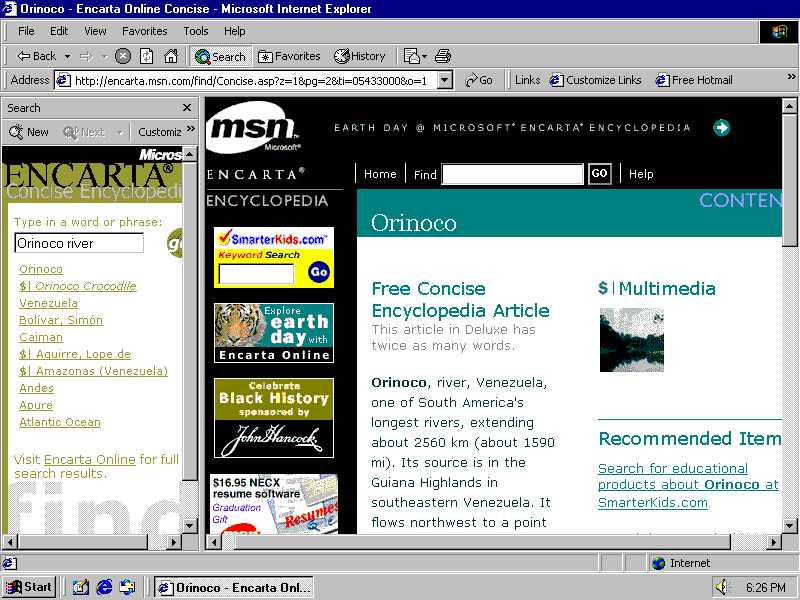 Orinoco - Encarta Online Concise - Microsoft Internet Explorer
File Edit View Favorites Tools Help
Back Search Favorites History
Address http://encarta.msn.com/find/Concise.asp?z=1&pg=2&ti=05433000&o=1 Go Links Customize Links Free Hotmail »
Search
New Next Customiz »
Micros
ENCARTA®
Concise Encyclopedi
Type in a word or phrase:
Orinoco river
go
Orinoco
$| Orinoco Crocodile
Venezuela
Bolívar, Simón
Caiman
$| Aguirre, Lope de
$| Amazonas (Venezuela)
Andes
Apure
Atlantic Ocean
Visit Encarta Online for full
search results.
find
msn™
Microsoft®
EARTH DAY @ MICROSOFT® ENCARTA® ENCYCLOPEDIA
ENCARTA®
ENCYCLOPEDIA
Home Find GO Help
SmarterKids.com™
Keyword Search
Go
Explore
earth
day with
Encarta Online
Celebrate
Black History
sponsored by
John Hancock
$16.95 NECX
resume software
Graduation
Gift
Resumes
CONTEN
Orinoco
Free Concise
Encyclopedia Article
This article in Deluxe has
twice as many words.
Orinoco, river, Venezuela,
one of South America's
longest rivers, extending
about 2560 km (about 1590
mi). Its source is in the
Guiana Highlands in
southeastern Venezuela. It
flows northwest to a point
$ | Multimedia
Recommended Item
Search for educational
products about Orinoco at
SmarterKids.com.
Internet
Start Orinoco - Encarta Onl... 6:26 PM